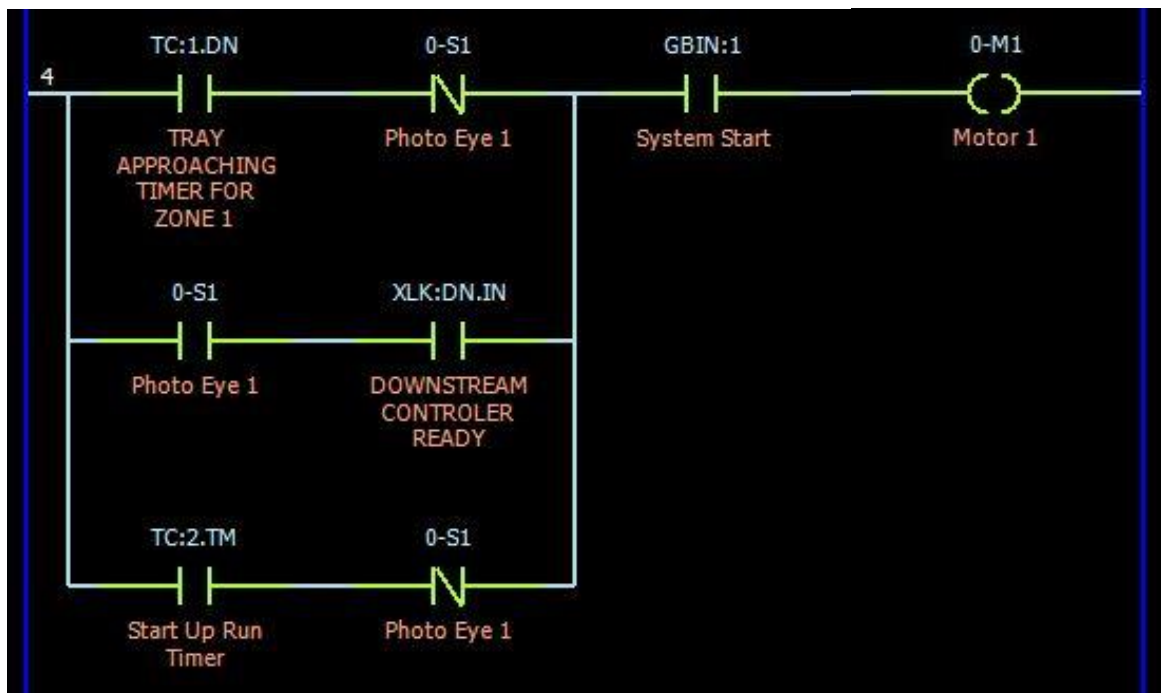 TC:1.DN
0-S1
GBIN:1
0-M1
4
TRAY
APPROACHING
TIMER FOR
ZONE 1
Photo Eye 1
System Start
Motor 1
0-S1
XLK:DN.IN
Photo Eye 1
DOWNSTREAM
CONTROLER
READY
TC:2.TM
0-S1
Start Up Run
Timer
Photo Eye 1